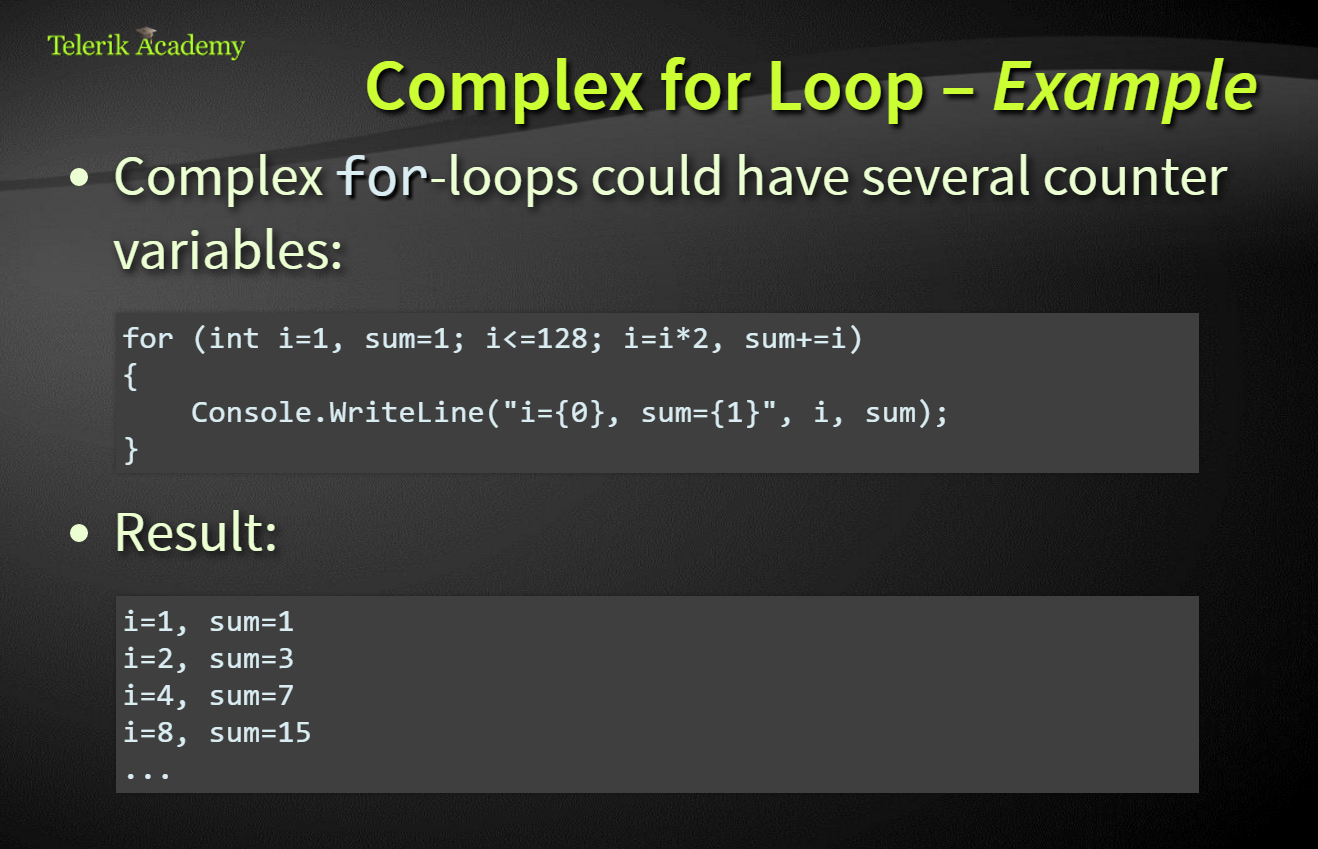 Telerik Academy
Complex for Loop – Example
• Complex for-loops could have several counter
variables:
for (int i=1, sum=1; i<=128; i=i*2, sum+=i)
{
    Console.WriteLine("i={0}, sum={1}", i, sum);
}
• Result:
i=1, sum=1
i=2, sum=3
i=4, sum=7
i=8, sum=15
...